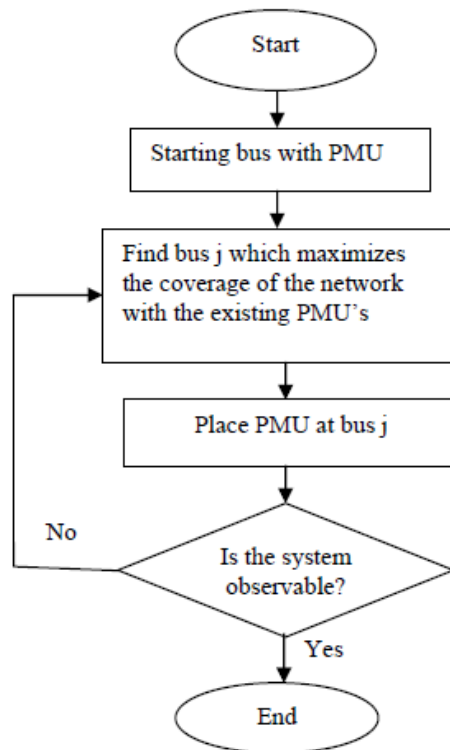 Start
Starting bus with PMU
Find bus j which maximizes
the coverage of the network
with the existing PMU’s
Place PMU at bus j
No
Is the system
observable?
Yes
End